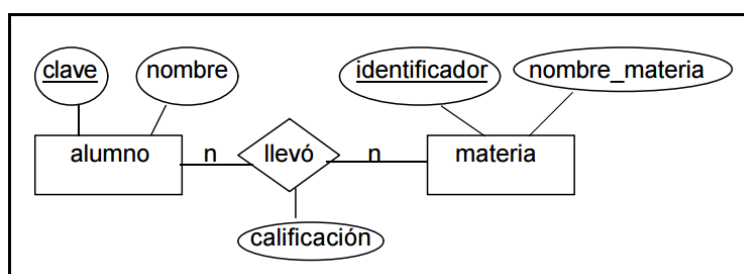 clave nombre identificador nombre_materia
alumno n llevó n materia
calificación